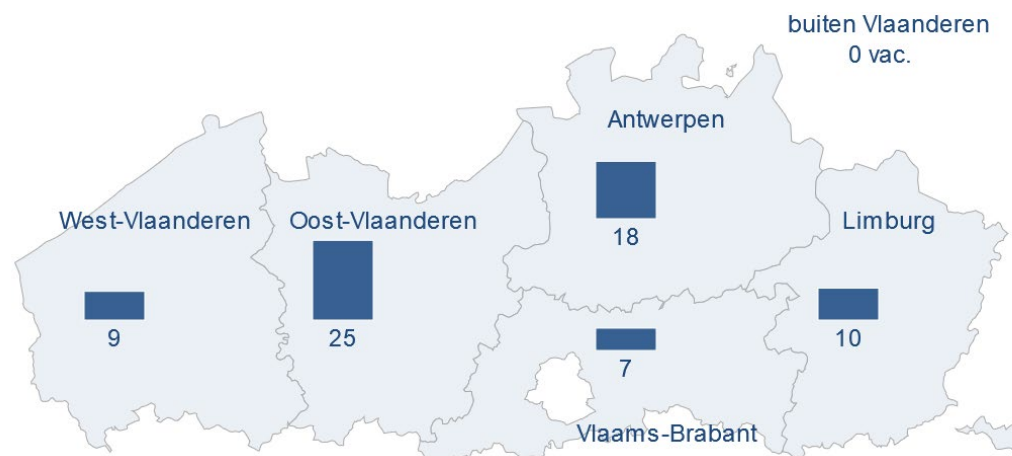 buiten Vlaanderen
0 vac.
Antwerpen
18
West-Vlaanderen
9
Oost-Vlaanderen
25
Limburg
10
7
Vlaams-Brabant